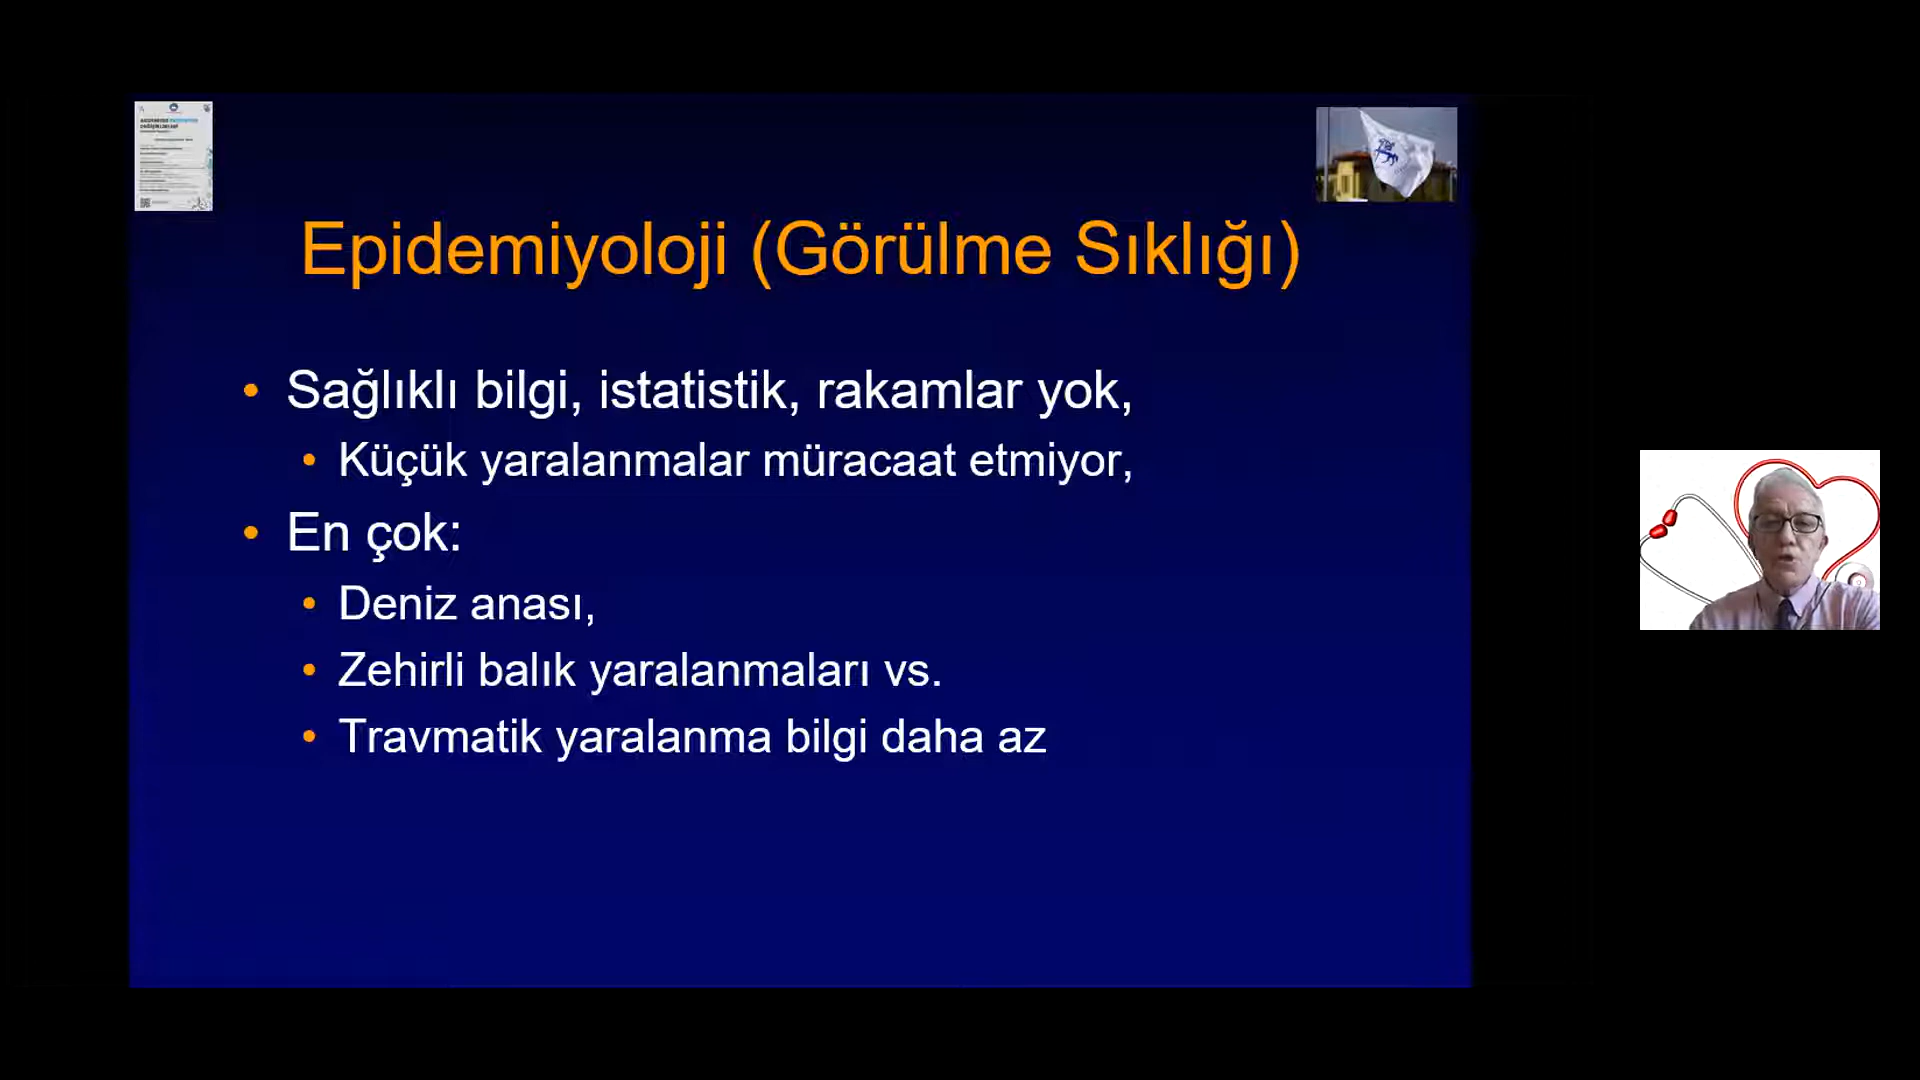 Epidemiyoloji (Görülme Sıklığı)
• Sağlıklı bilgi, istatistik, rakamlar yok,
• Küçük yaralanmalar müracaat etmiyor,
• En çok:
• Deniz anası,
• Zehirli balık yaralanmaları vs.
• Travmatik yaralanma bilgi daha az